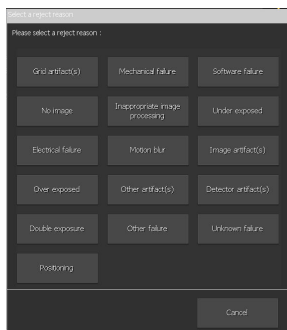 Select a reject reason
Please select a reject reason :
Grid artifact(s)
Mechanical failure
Software failure
No image
Inappropriate image
processing
Under exposed
Electrical failure
Motion blur
Image artifact(s)
Over exposed
Other artifact(s)
Detector artifact(s)
Double exposure
Other failure
Unknown failure
Positioning
Cancel